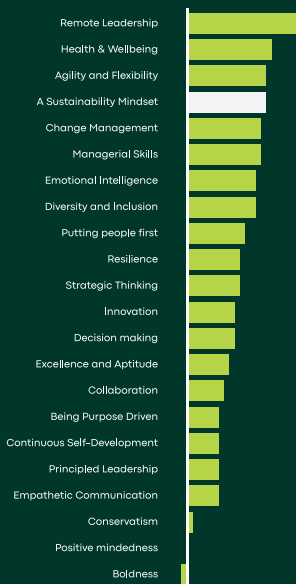 Remote Leadership
Health & Wellbeing
Agility and Flexibility
A Sustainability Mindset
Change Management
Managerial Skills
Emotional Intelligence
Diversity and Inclusion
Putting people first
Resilience
Strategic Thinking
Innovation
Decision making
Excellence and Aptitude
Collaboration
Being Purpose Driven
Continuous Self-Development
Principled Leadership
Empathetic Communication
Conservatism
Positive mindedness
Boldness